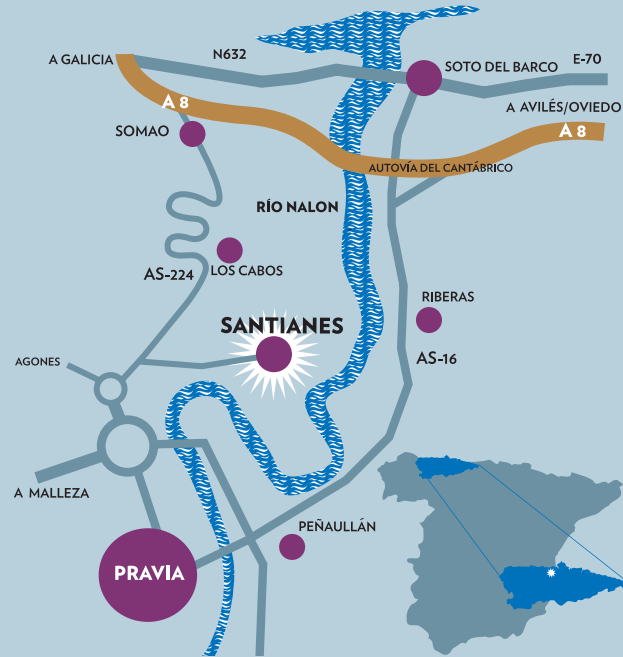 A GALICIA
N632
SOTO DEL BARCO
E-70
A 8
A AVILÉS/OVIEDO
A 8
SOMAO
AUTOVÍA DEL CANTÁBRICO
RÍO NALON
AS-224
LOS CABOS
RIBERAS
SANTIANES
AS-16
AGONES
A MALLEZA
PEÑAULLÁN
PRAVIA